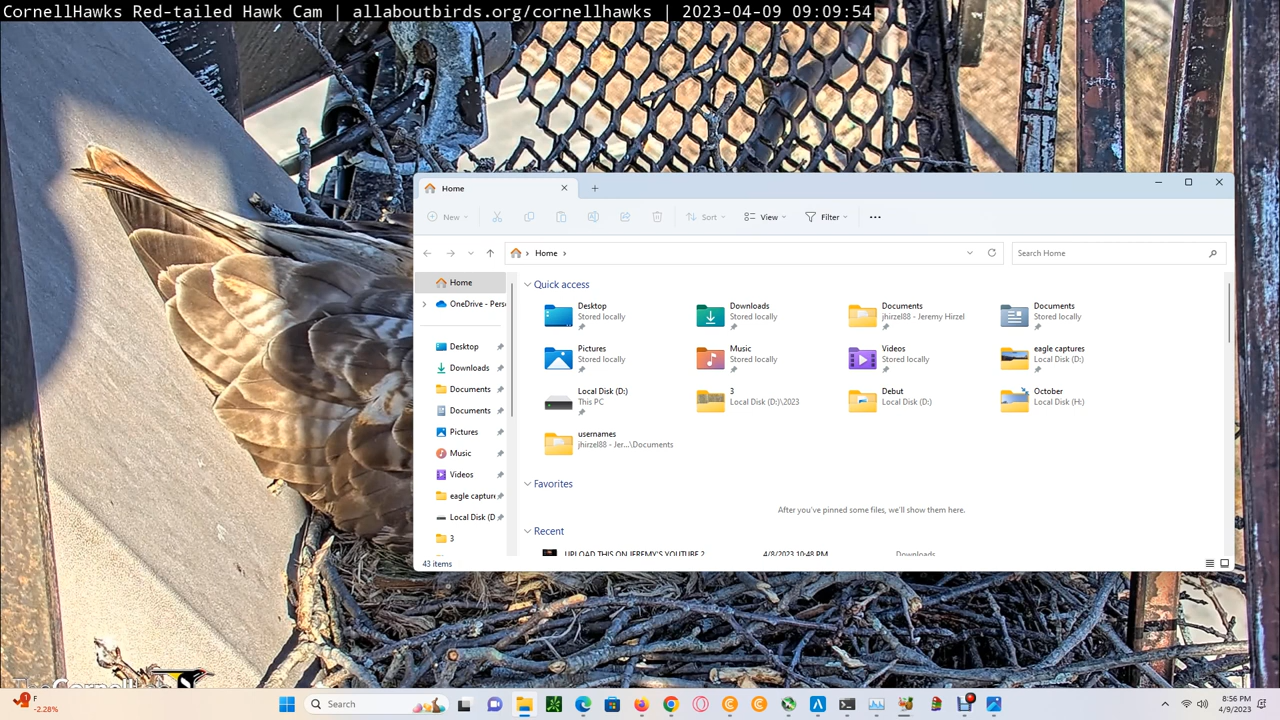 CornellHawks Red-tailed Hawk Cam | allaboutbirds.org/cornellhawks | 2023-04-09 09:09:54
Home
New
Sort
View
Filter
Home
Search Home
Home
OneDrive - Pers
Desktop
Downloads
Documents
Documents
Pictures
Music
Videos
eagle capture
Local Disk (D
3
Quick access
Desktop
Stored locally
Downloads
Stored locally
Documents
jhirzel88 - Jeremy Hirzel
Documents
Stored locally
Pictures
Stored locally
Music
Stored locally
Videos
Stored locally
eagle captures
Local Disk (D:)
Local Disk (D:)
This PC
3
Local Disk (D:)\2023
Debut
Local Disk (D:)
October
Local Disk (H:)
usernames
jhirzel88 - Jer...\Documents
Favorites
After you've pinned some files, we'll show them here.
Recent
UPLOAD THIS ON JEREMY'S YOUTUBE 2 4/8/2023 10:48 PM Downloads
43 items
F
-2.28%
Search
8:56 PM
4/9/2023